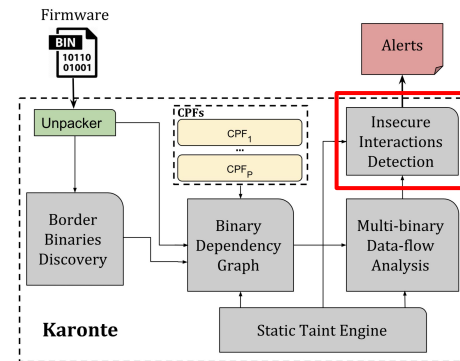 Firmware
BIN
10110
01001
Alerts
CPFs
Unpacker
CPF1
...
CPFP
Insecure
Interactions
Detection
Border
Binaries
Discovery
Binary
Dependency
Graph
Multi-binary
Data-flow
Analysis
Karonte
Static Taint Engine